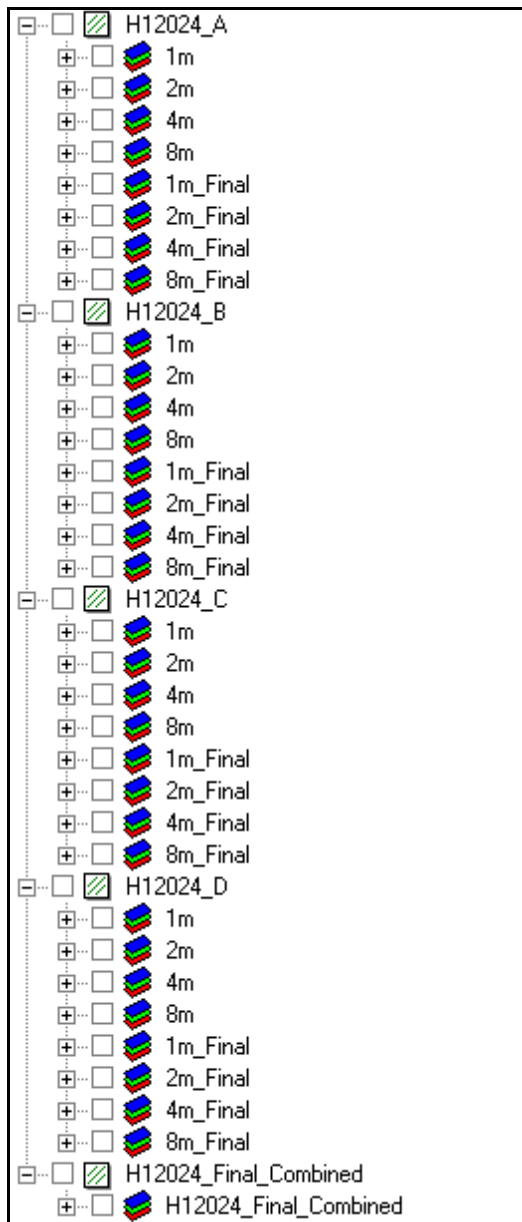 H12024_A
1m
2m
4m
8m
1m_Final
2m_Final
4m_Final
8m_Final
H12024_B
1m
2m
4m
8m
1m_Final
2m_Final
4m_Final
8m_Final
H12024_C
1m
2m
4m
8m
1m_Final
2m_Final
4m_Final
8m_Final
H12024_D
1m
2m
4m
8m
1m_Final
2m_Final
4m_Final
8m_Final
H12024_Final_Combined
H12024_Final_Combined